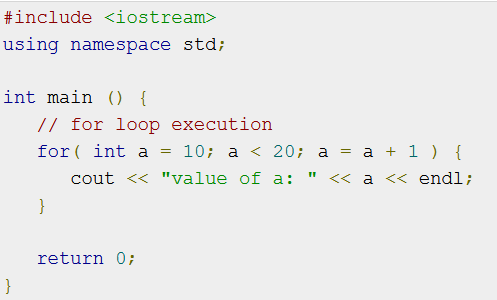 #include <iostream>
using namespace std;

int main () {
   // for loop execution
   for( int a = 10; a < 20; a = a + 1 ) {
      cout << "value of a: " << a << endl;
   }

   return 0;
}